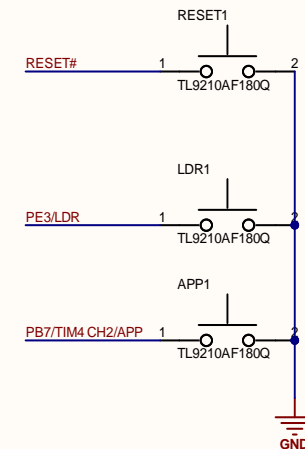 RESET1
RESET# 1 2
TL9210AF180Q
LDR1
PE3/LDR 1 2
TL9210AF180Q
APP1
PB7/TIM4 CH2/APP 1 2
TL9210AF180Q
GND